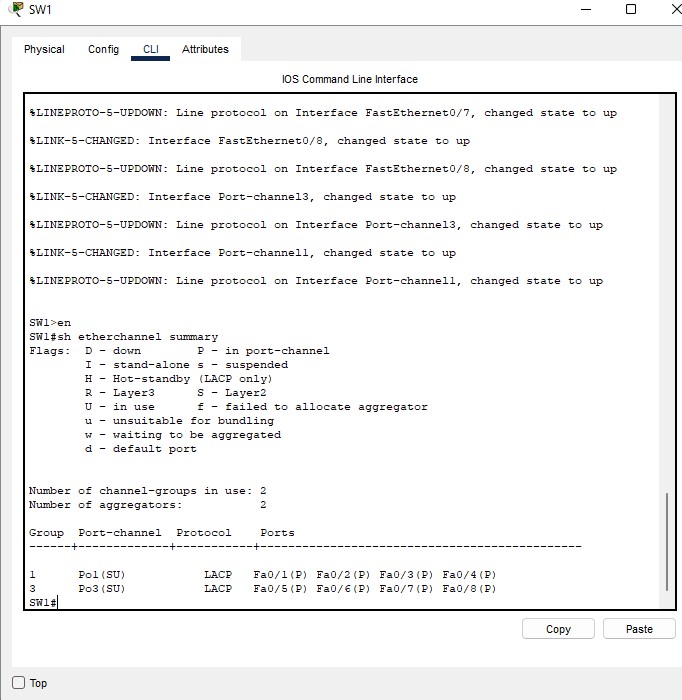 SW1
Physical Config CLI Attributes
IOS Command Line Interface
%LINEPROTO-5-UPDOWN: Line protocol on Interface FastEthernet0/7, changed state to up
%LINK-5-CHANGED: Interface FastEthernet0/8, changed state to up
%LINEPROTO-5-UPDOWN: Line protocol on Interface FastEthernet0/8, changed state to up
%LINK-5-CHANGED: Interface Port-channel3, changed state to up
%LINEPROTO-5-UPDOWN: Line protocol on Interface Port-channel3, changed state to up
%LINK-5-CHANGED: Interface Port-channel1, changed state to up
%LINEPROTO-5-UPDOWN: Line protocol on Interface Port-channel1, changed state to up
SW1>en
SW1#sh etherchannel summary
Flags:  D - down        P - in port-channel
        I - stand-alone s - suspended
        H - Hot-standby (LACP only)
        R - Layer3      S - Layer2
        U - in use      f - failed to allocate aggregator
        u - unsuitable for bundling
        w - waiting to be aggregated
        d - default port
Number of channel-groups in use: 2
Number of aggregators:           2
Group  Port-channel  Protocol    Ports
------+-------------+-----------+----------------------------------------------
1      Po1(SU)           LACP   Fa0/1(P) Fa0/2(P) Fa0/3(P) Fa0/4(P)
3      Po3(SU)           LACP   Fa0/5(P) Fa0/6(P) Fa0/7(P) Fa0/8(P)
SW1#
Copy Paste
Top